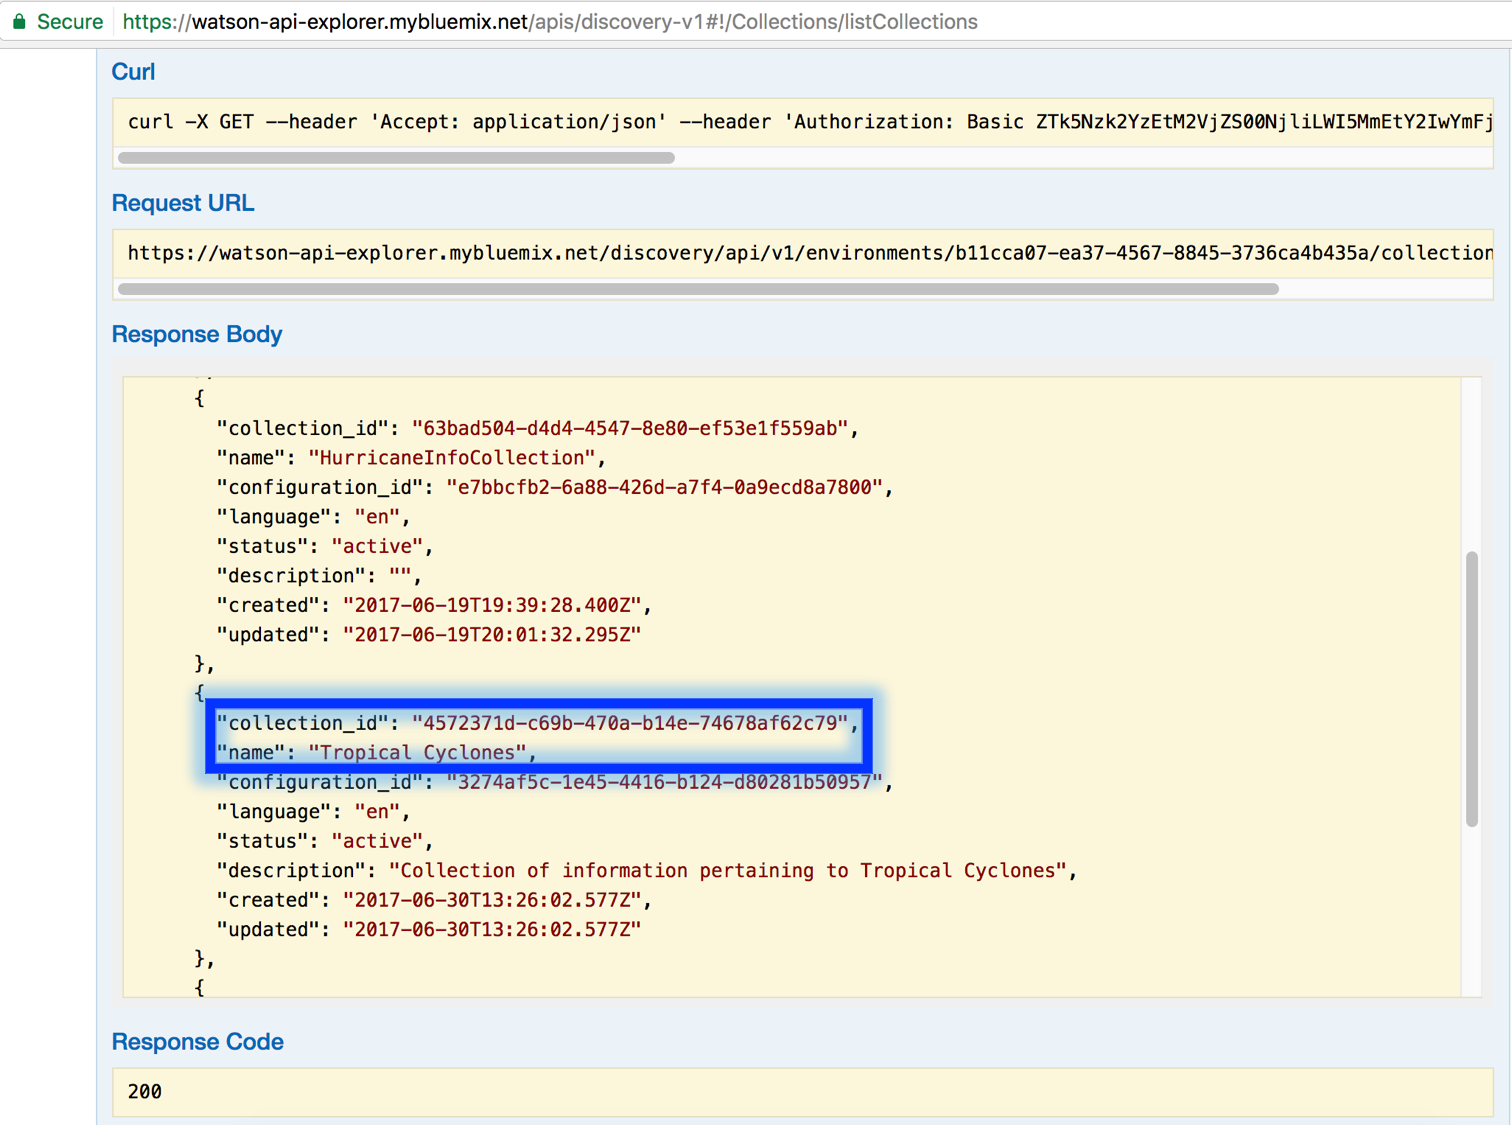 Secure https://watson-api-explorer.mybluemix.net/apis/discovery-v1#!/Collections/listCollections
Curl
curl -X GET --header 'Accept: application/json' --header 'Authorization: Basic ZTk5Nzk2YzEtM2VjZS00NjliLWI5MmEtY2IwYmFj
Request URL
https://watson-api-explorer.mybluemix.net/discovery/api/v1/environments/b11cca07-ea37-4567-8845-3736ca4b435a/collection
Response Body
{
"collection_id": "63bad504-d4d4-4547-8e80-ef53e1f559ab",
"name": "HurricaneInfoCollection",
"configuration_id": "e7bbcfb2-6a88-426d-a7f4-0a9ecd8a7800",
"language": "en",
"status": "active",
"description": "",
"created": "2017-06-19T19:39:28.400Z",
"updated": "2017-06-19T20:01:32.295Z"
},
{
"collection_id": "4572371d-c69b-470a-b14e-74678af62c79",
"name": "Tropical Cyclones",
"configuration_id": "3274af5c-1e45-4416-b124-d80281b50957",
"language": "en",
"status": "active",
"description": "Collection of information pertaining to Tropical Cyclones",
"created": "2017-06-30T13:26:02.577Z",
"updated": "2017-06-30T13:26:02.577Z"
},
{
Response Code
200